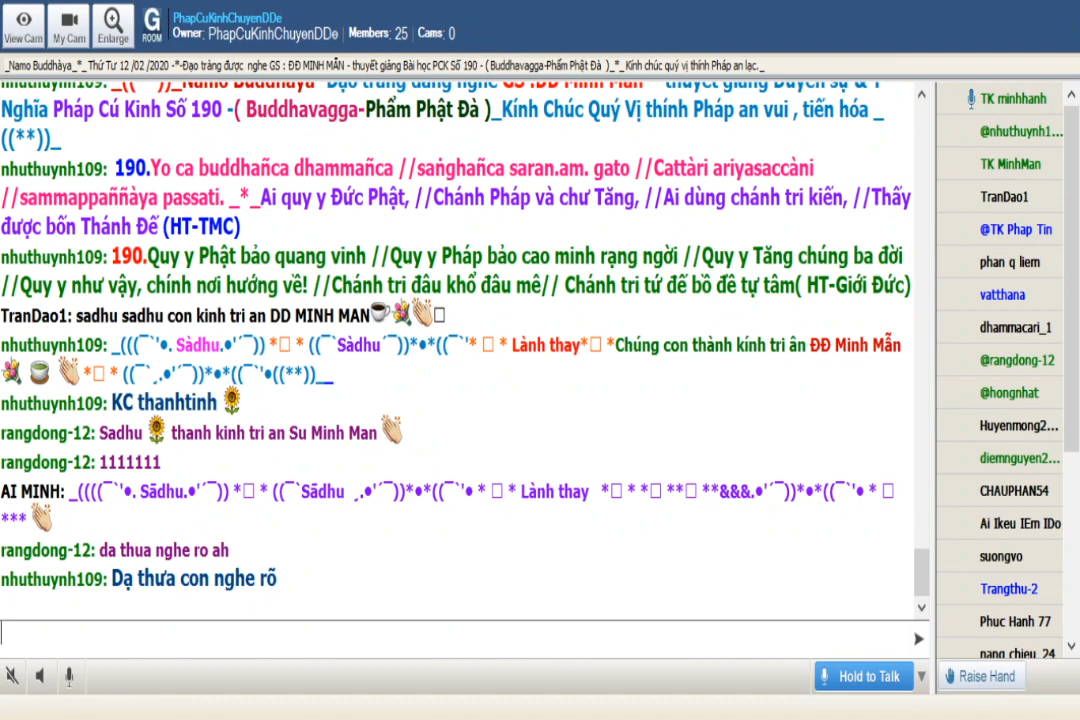 View Cam
My Cam
Enlarge
G
ROOM
PhapCuKinhChuyenDDe
Owner: PhapCuKinhChuyenDDe Members: 25 Cams: 0
_Namo Buddhàya_*_ Thứ Tư 12 /02 /2020 -*-Đạo tràng được nghe GS : ĐĐ MINH MẪN - thuyết giảng Bài học PCK Số 190 - ( Buddhavagga-Phẩm Phật Đà )_*_Kính chúc quý vị thính Pháp an lạc._
Nghĩa Pháp Cú Kinh Số 190 -( Buddhavagga-Phẩm Phật Đà )_Kính Chúc Quý Vị thính Pháp an vui , tiến hóa _
((**))_
nhuthuynh109: 190.Yo ca buddhañca dhammañca //saṅghañca saran.am. gato //Cattàri ariyasaccàni
//sammappaññàya passati. _*_Ai quy y Đức Phật, //Chánh Pháp và chư Tăng, //Ai dùng chánh tri kiến, //Thấy
được bốn Thánh Đế (HT-TMC)
nhuthuynh109: 190.Quy y Phật bảo quang vinh //Quy y Pháp bảo cao minh rạng ngời //Quy y Tăng chúng ba đời
//Quy y như vậy, chính nơi hướng về! //Chánh tri đâu khổ đâu mê// Chánh tri tứ đế bồ đề tự tâm( HT-Giới Đức)
TranDao1: sadhu sadhu con kinh tri an DD MINH MAN
nhuthuynh109: _(((¯`'•. Sàdhu.•'´¯)) *□ * ((¯`Sàdhu´¯))*•*((¯`'* □ * Lành thay*□ *Chúng con thành kính tri ân ĐĐ Minh Mẫn
*□ * ((¯`¸.•'´¯))*•*((¯`'•((**))__
nhuthuynh109: KC thanhtinh
rangdong-12: Sadhu thanh kinh tri an Su Minh Man
rangdong-12: 1111111
AI MINH: _((((¯`'•. Sādhu.•'´¯)) *□ * ((¯`Sādhu ¸.•'´¯))*•*((¯`'• * □ * Lành thay *□ * *□ **□ **&&&.•'´¯))*•*((¯`'• * □
***
rangdong-12: da thua nghe ro ah
nhuthuynh109: Dạ thưa con nghe rõ
Hold to Talk
TK minhhanh
@nhuthuynh1...
TK MinhMan
TranDao1
@TK Phap Tin
phan q liem
vatthana
dhammacari_1
@rangdong-12
@hongnhat
Huyenmong2...
diemnguyen2...
CHAUPHAN54
Ai Ikeu IEm IDo
suongvo
Trangthu-2
Phuc Hanh 77
nang chieu 24
Raise Hand